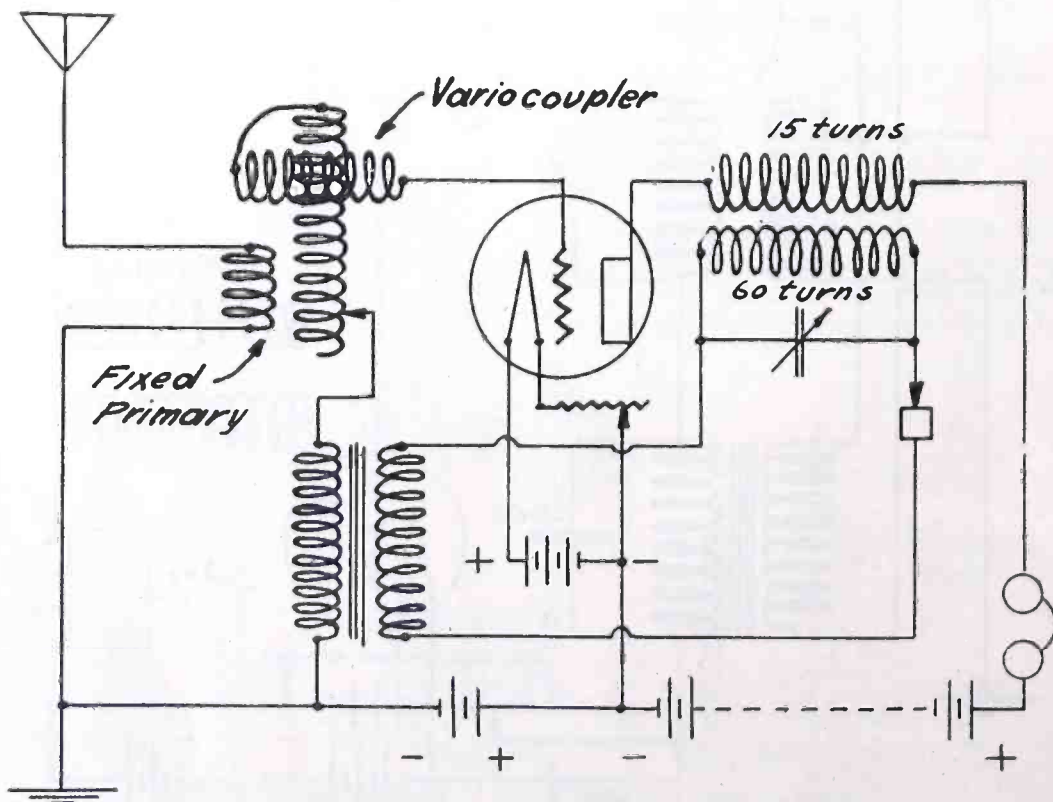 Variocoupler
15 turns
60 turns
Fixed
Primary
+ -
- + - +